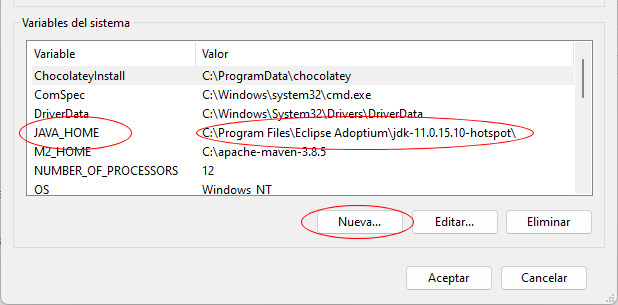 Variables del sistema
Variable Valor
ChocolateyInstall C:\ProgramData\chocolatey
ComSpec C:\Windows\system32\cmd.exe
DriverData C:\Windows\System32\Drivers\DriverData
JAVA_HOME C:\Program Files\Eclipse Adoptium\jdk-11.0.15.10-hotspot\
M2_HOME C:\apache-maven-3.8.5
NUMBER_OF_PROCESSORS 12
OS Windows_NT
Nueva... Editar... Eliminar
Aceptar Cancelar